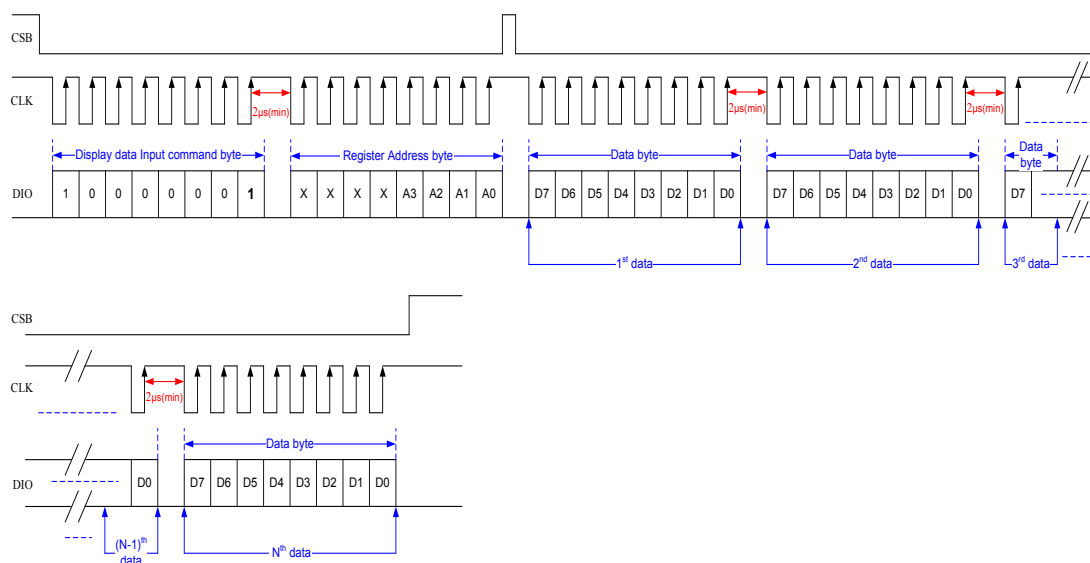 CSB
CLK
2µs(min) 2µs(min) 2µs(min)
Display data Input command byte Register Address byte Data byte Data byte Data
byte
DIO 1 0 0 0 0 0 0 1 X X X X A3 A2 A1 A0 D7 D6 D5 D4 D3 D2 D1 D0 D7 D6 D5 D4 D3 D2 D1 D0 D7
1st data 2nd data 3rd data
CSB
CLK
2µs(min)
Data byte
DIO D0 D7 D6 D5 D4 D3 D2 D1 D0
(N-1)th
data
Nth data